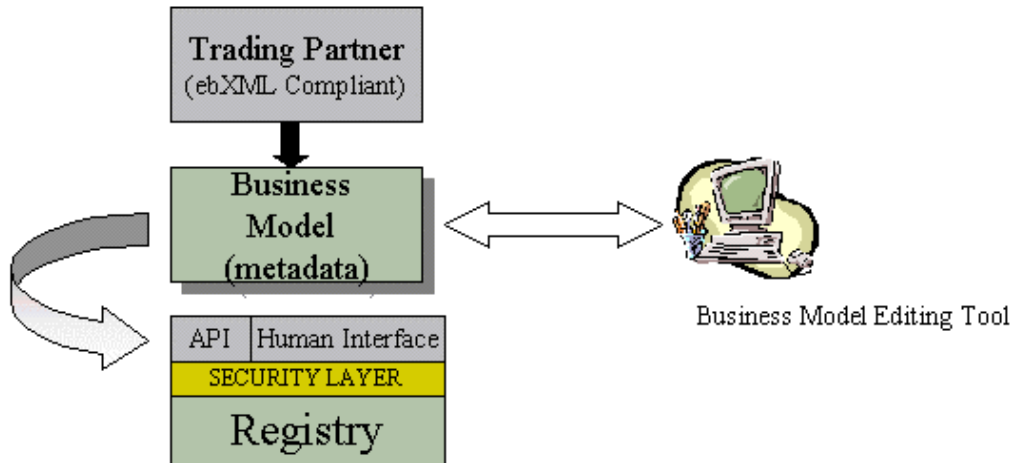 Trading Partner
(ebXML Compliant)
Business
Model
(metadata)
Business Model Editing Tool
API
Human Interface
SECURITY LAYER
Registry